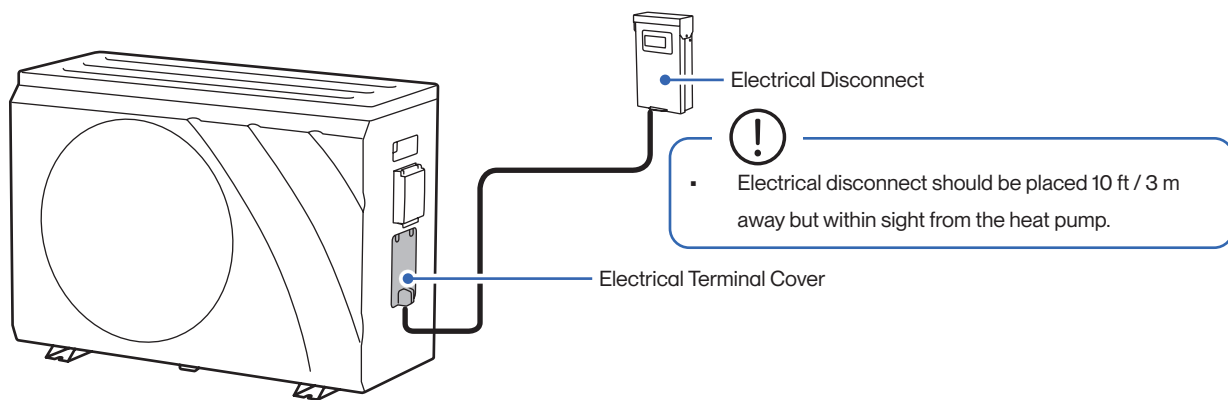 Electrical Disconnect
▪ Electrical disconnect should be placed 10 ft / 3 m
away but within sight from the heat pump.
Electrical Terminal Cover